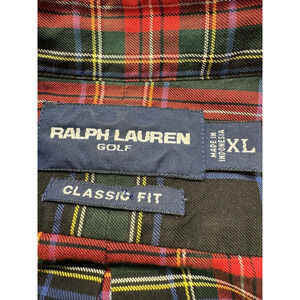 RALPH LAUREN
GOLF
MADE IN
INDONESIA
XL
CLASSIC FIT